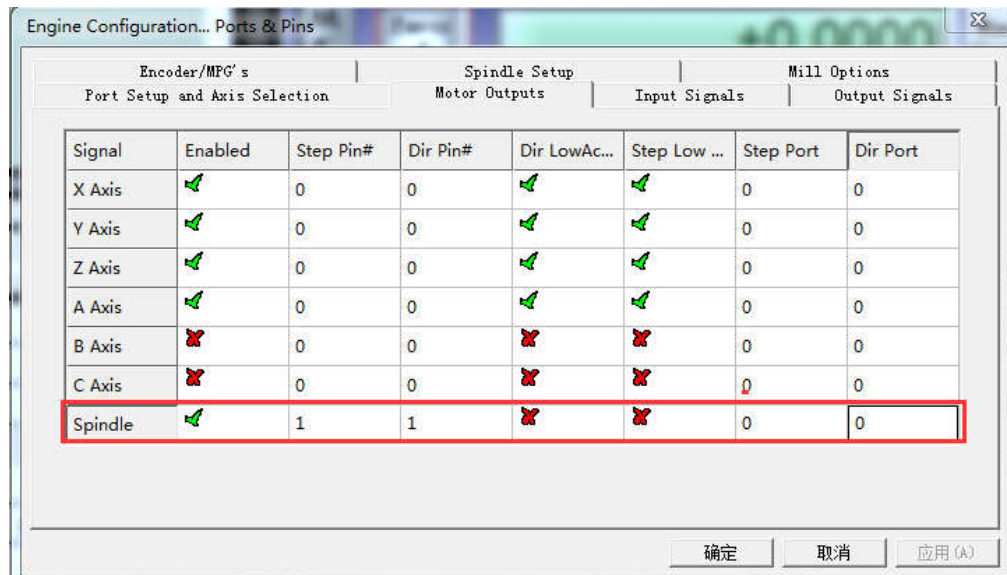 Engine Configuration... Ports & Pins
+0.0000
Encoder/MPG's Spindle Setup Mill Options
Port Setup and Axis Selection Motor Outputs Input Signals Output Signals
Signal Enabled Step Pin# Dir Pin# Dir LowAc... Step Low ... Step Port Dir Port
X Axis 0 0 0 0
Y Axis 0 0 0 0
Z Axis 0 0 0 0
A Axis 0 0 0 0
B Axis 0 0 0 0
C Axis 0 0 0 0
Spindle 1 1 0 0
确定 取消 应用(A)